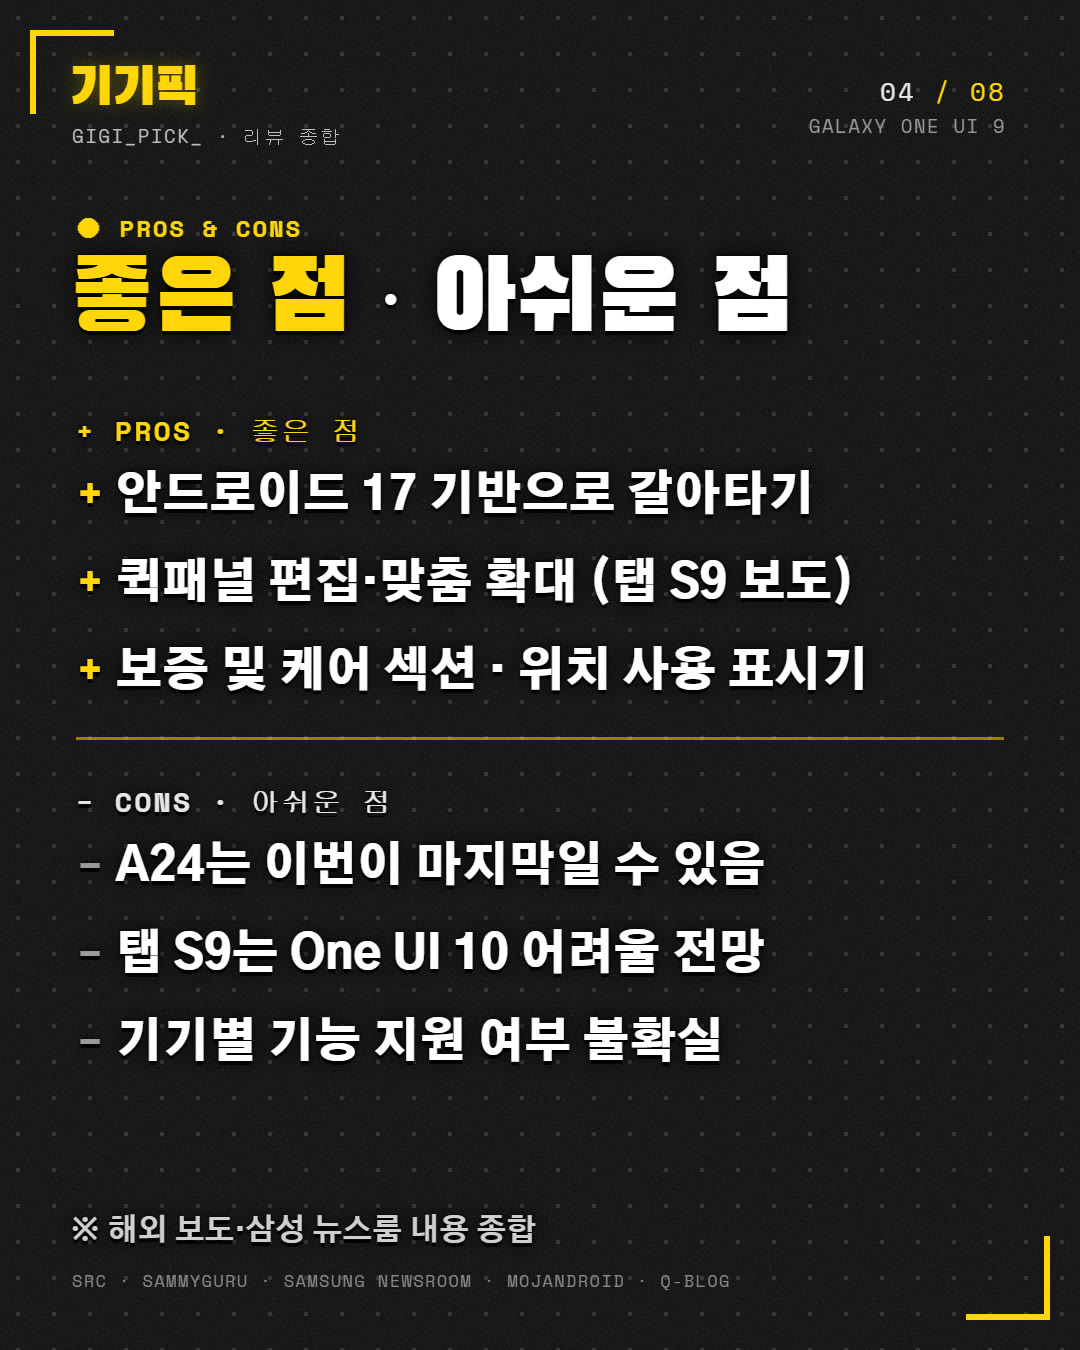 기기픽
GIGI_PICK_ · 리뷰 종합
04 / 08
GALAXY ONE UI 9
● PROS & CONS
좋은 점 · 아쉬운 점
+ PROS · 좋은 점
+ 안드로이드 17 기반으로 갈아타기
+ 퀵패널 편집·맞춤 확대 (탭 S9 보도)
+ 보증 및 케어 섹션 · 위치 사용 표시기
− CONS · 아쉬운 점
− A24는 이번이 마지막일 수 있음
− 탭 S9는 One UI 10 어려울 전망
− 기기별 기능 지원 여부 불확실
※ 해외 보도·삼성 뉴스룸 내용 종합
SRC · SAMMYGURU · SAMSUNG NEWSROOM · MOJANDROID · Q-BLOG